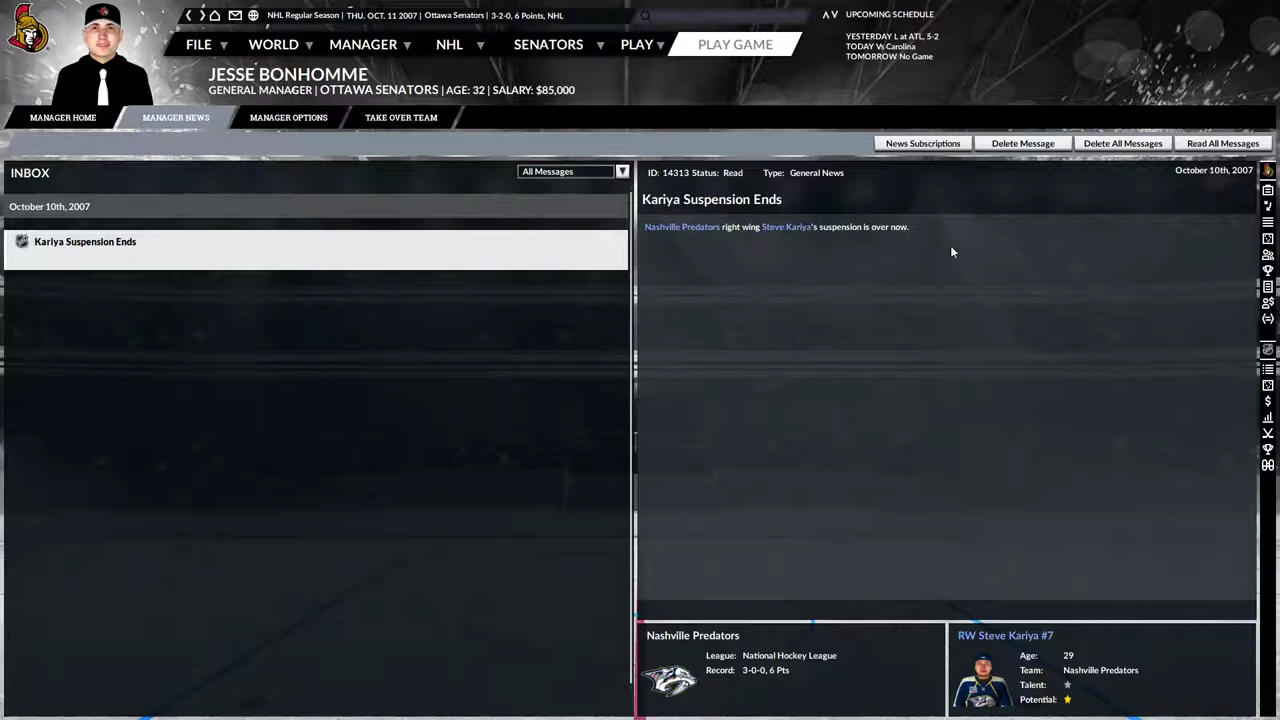 NHL Regular Season | THU. OCT. 11 2007 | Ottawa Senators | 3-2-0, 6 Points, NHL
UPCOMING SCHEDULE
YESTERDAY L at ATL, 5-2
TODAY Vs Carolina
TOMORROW No Game
FILE
WORLD
MANAGER
NHL
SENATORS
PLAY
PLAY GAME
JESSE BONHOMME
GENERAL MANAGER | OTTAWA SENATORS | AGE: 32 | SALARY: $85,000
MANAGER HOME
MANAGER NEWS
MANAGER OPTIONS
TAKE OVER TEAM
News Subscriptions
Delete Message
Delete All Messages
Read All Messages
INBOX
All Messages
October 10th, 2007
Kariya Suspension Ends
ID: 14313 Status: Read Type: General News
October 10th, 2007
Kariya Suspension Ends
Nashville Predators right wing Steve Kariya's suspension is over now.
Nashville Predators
League: National Hockey League
Record: 3-0-0, 6 Pts
RW Steve Kariya #7
Age: 29
Team: Nashville Predators
Talent:
Potential: